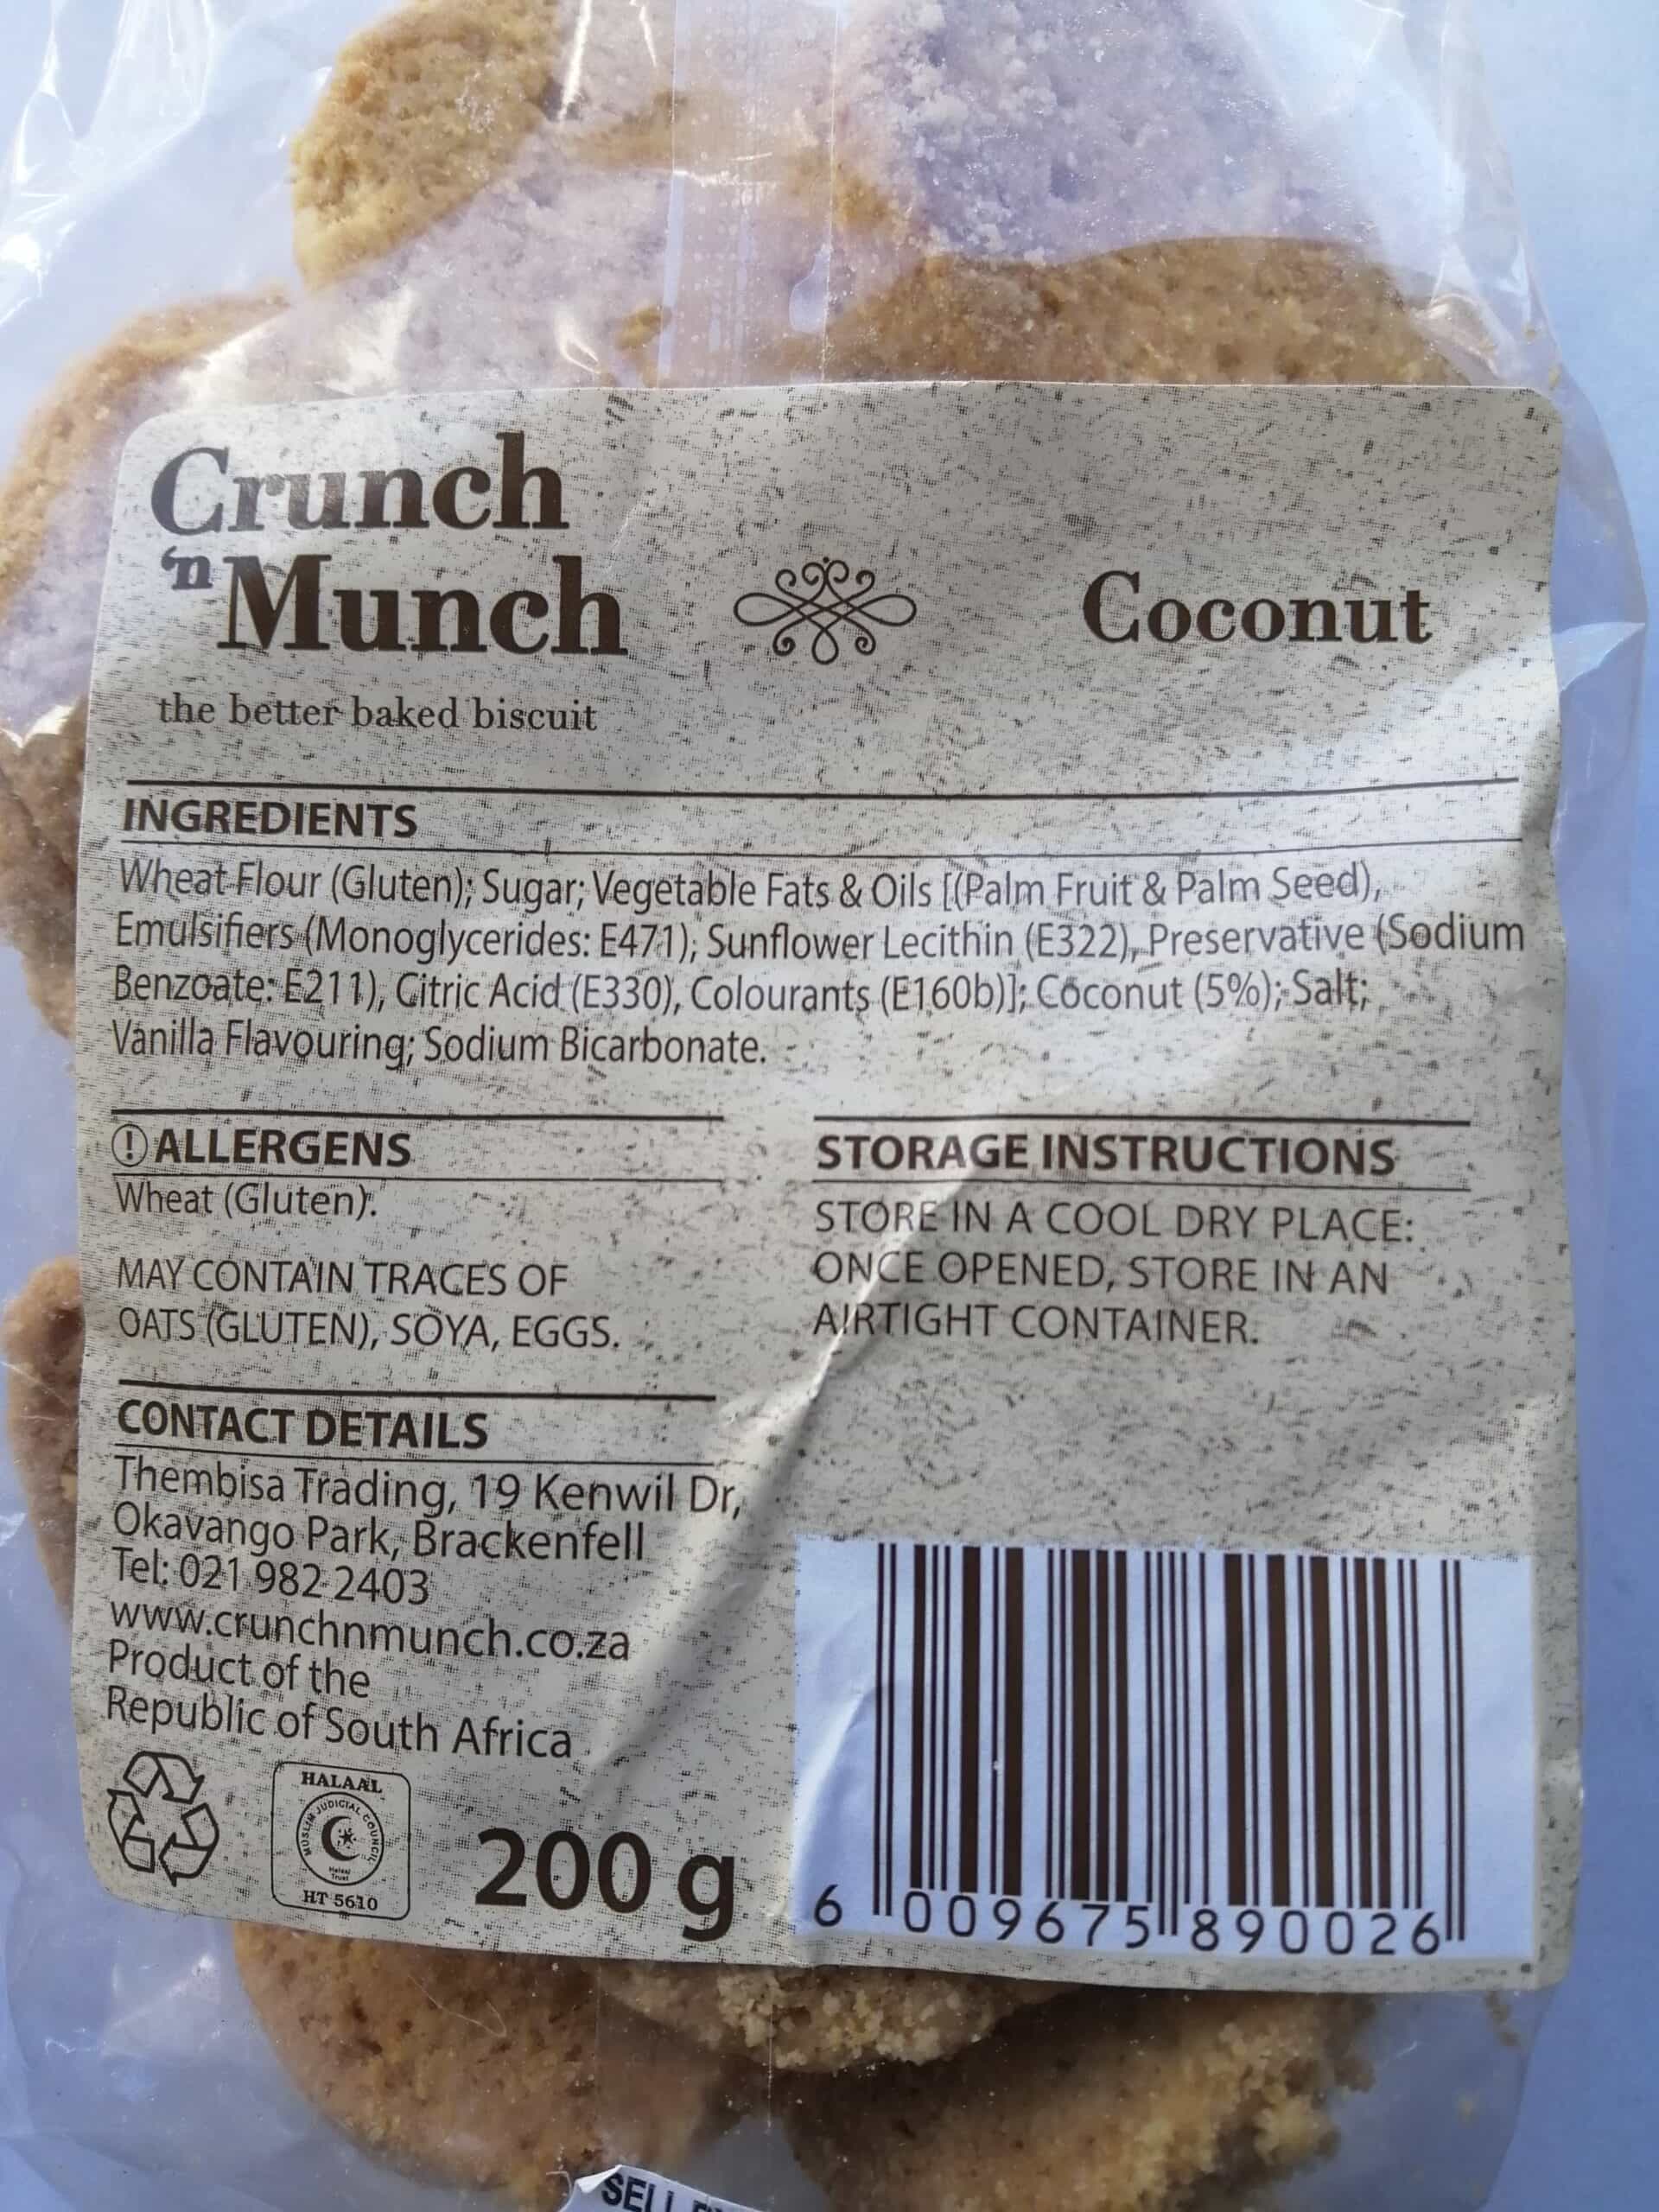 Crunch
'n Munch
the better baked biscuit
Coconut
INGREDIENTS
Wheat Flour (Gluten); Sugar; Vegetable Fats & Oils [(Palm Fruit & Palm Seed),
Emulsifiers (Monoglycerides: E471); Sunflower Lecithin (E322), Preservative (Sodium
Benzoate: E211), Citric Acid (E330), Colourants (E160b)]; Coconut (5%); Salt;
Vanilla Flavouring; Sodium Bicarbonate.
! ALLERGENS
Wheat (Gluten).
MAY CONTAIN TRACES OF
OATS (GLUTEN), SOYA, EGGS.
STORAGE INSTRUCTIONS
STORE IN A COOL DRY PLACE:
ONCE OPENED, STORE IN AN
AIRTIGHT CONTAINER.
CONTACT DETAILS
Thembisa Trading, 19 Kenwil Dr,
Okavango Park, Brackenfell
Tel: 021 982 2403
www.crunchnmunch.co.za
Product of the
Republic of South Africa
HALAAL
MUSLIM JUDICIAL COUNCIL
Halaal
Trust
HT 5610
200 g
6 009675 890026
SELL